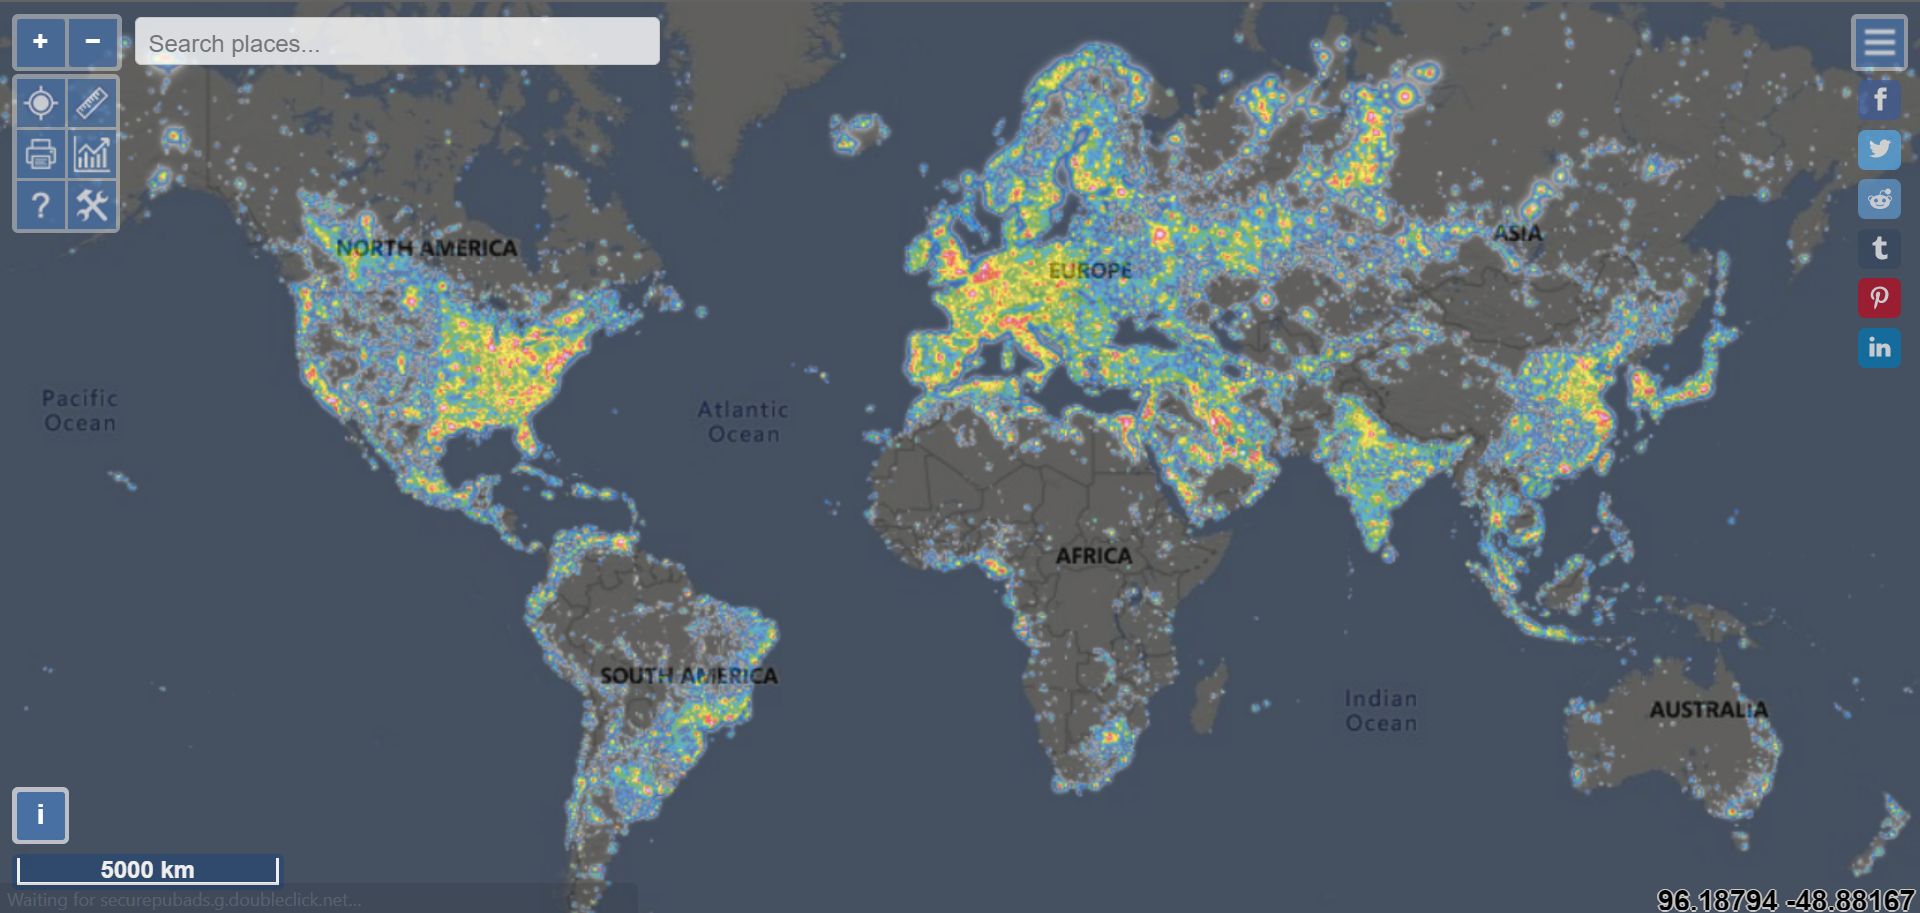 + −
Search places...
?
NORTH AMERICA
EUROPE
ASIA
f
t
in
Pacific
Ocean
Atlantic
Ocean
AFRICA
SOUTH AMERICA
Indian
Ocean
AUSTRALIA
i
5000 km
Waiting for securepubads.g.doubleclick.net...
96.18794 -48.88167